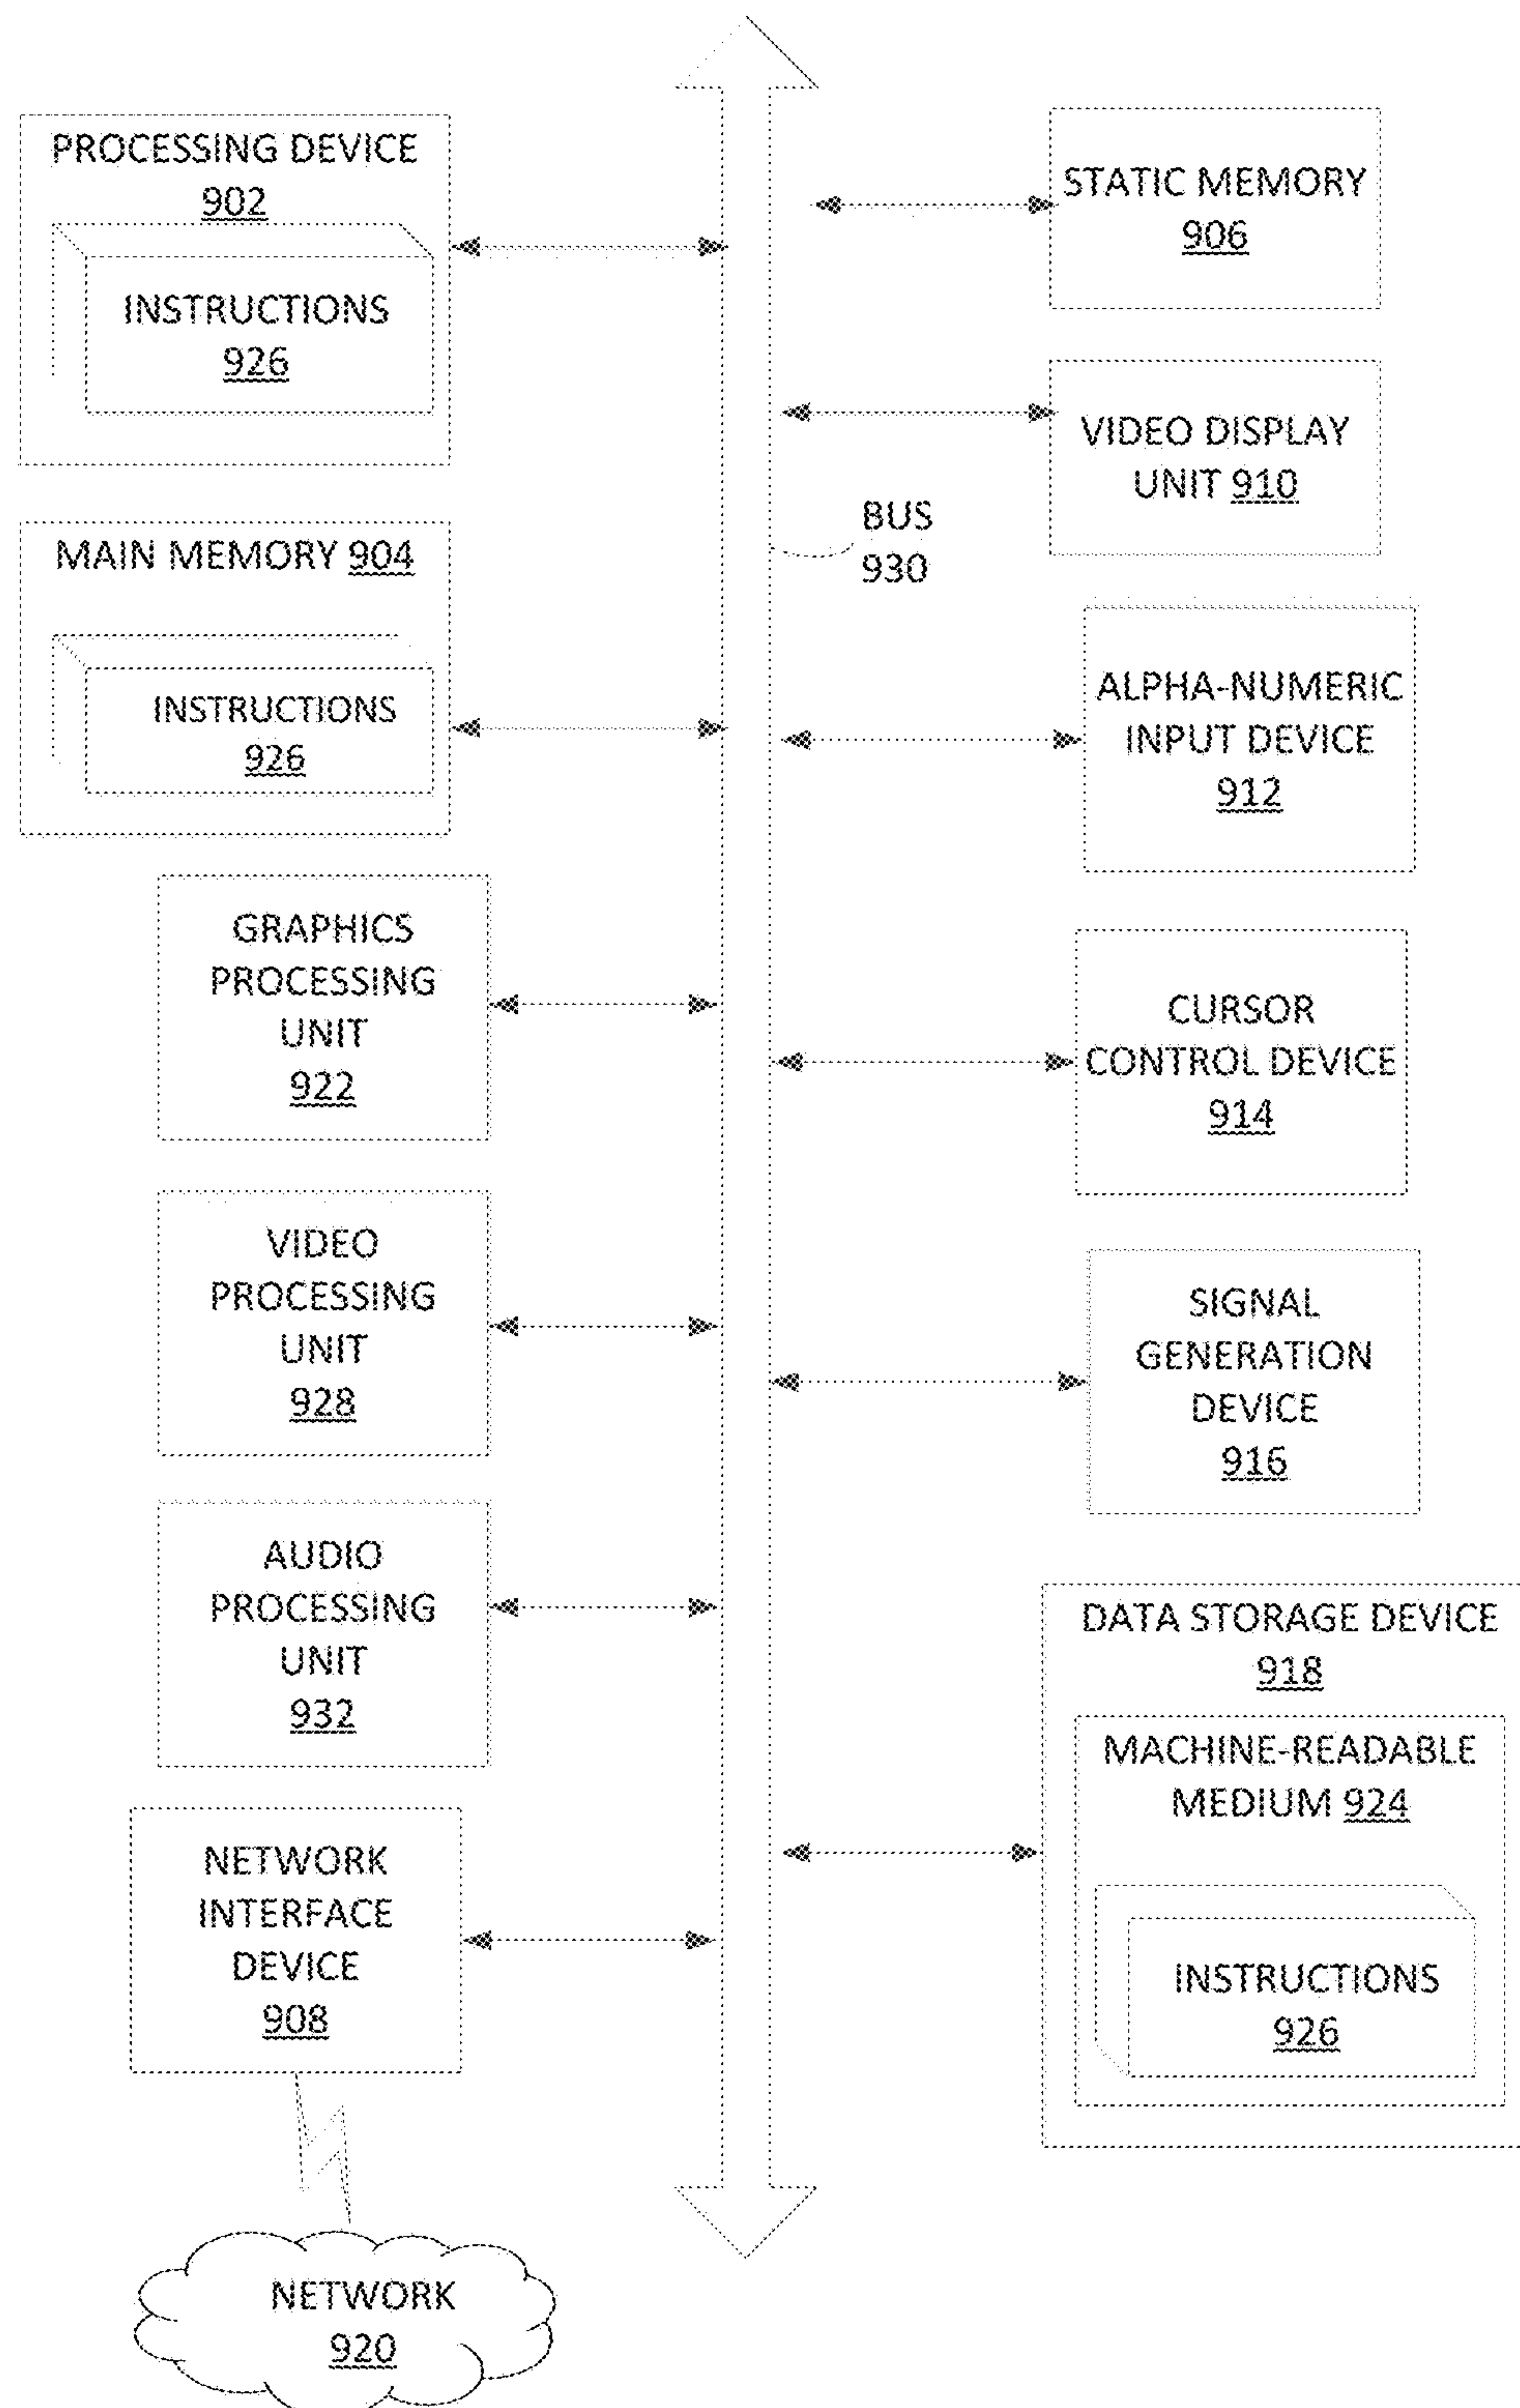 PROCESSING DEVICE
902
INSTRUCTIONS
926
MAIN MEMORY 904
INSTRUCTIONS
926
GRAPHICS
PROCESSING
UNIT
922
VIDEO
PROCESSING
UNIT
928
AUDIO
PROCESSING
UNIT
932
NETWORK
INTERFACE
DEVICE
908
NETWORK
920
BUS
930
STATIC MEMORY
906
VIDEO DISPLAY
UNIT 910
ALPHA-NUMERIC
INPUT DEVICE
912
CURSOR
CONTROL DEVICE
914
SIGNAL
GENERATION
DEVICE
916
DATA STORAGE DEVICE
918
MACHINE-READABLE
MEDIUM 924
INSTRUCTIONS
926